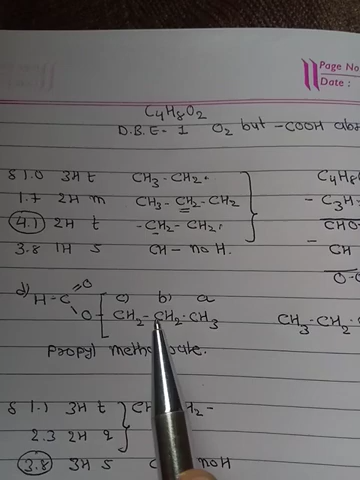 Page No
Date :
C4H8O2
D.B.E- 1 O2 but -COOH
δ 1.0 3H t CH3-CH2-
1.7 2H m CH3-CH2-CH2
4.1 2H t -CH2-CH2-
3.8 1H s CH- no H.
C4H8
- C3H-
CHO
- CH
d) H-C O
O
c) b) a
CH2-CH2-CH3
CH3-CH2-
propyl
δ 1.1 3H t
2.3 2H q
3.8 3H s no H